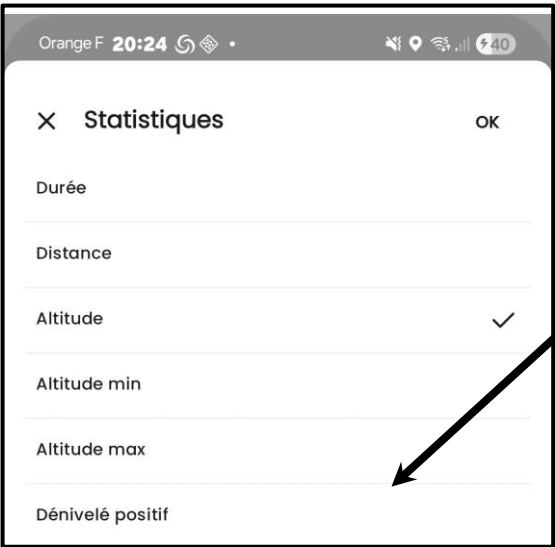 Orange F 20:24 40
Statistiques OK
Durée
Distance
Altitude
Altitude min
Altitude max
Dénivelé positif